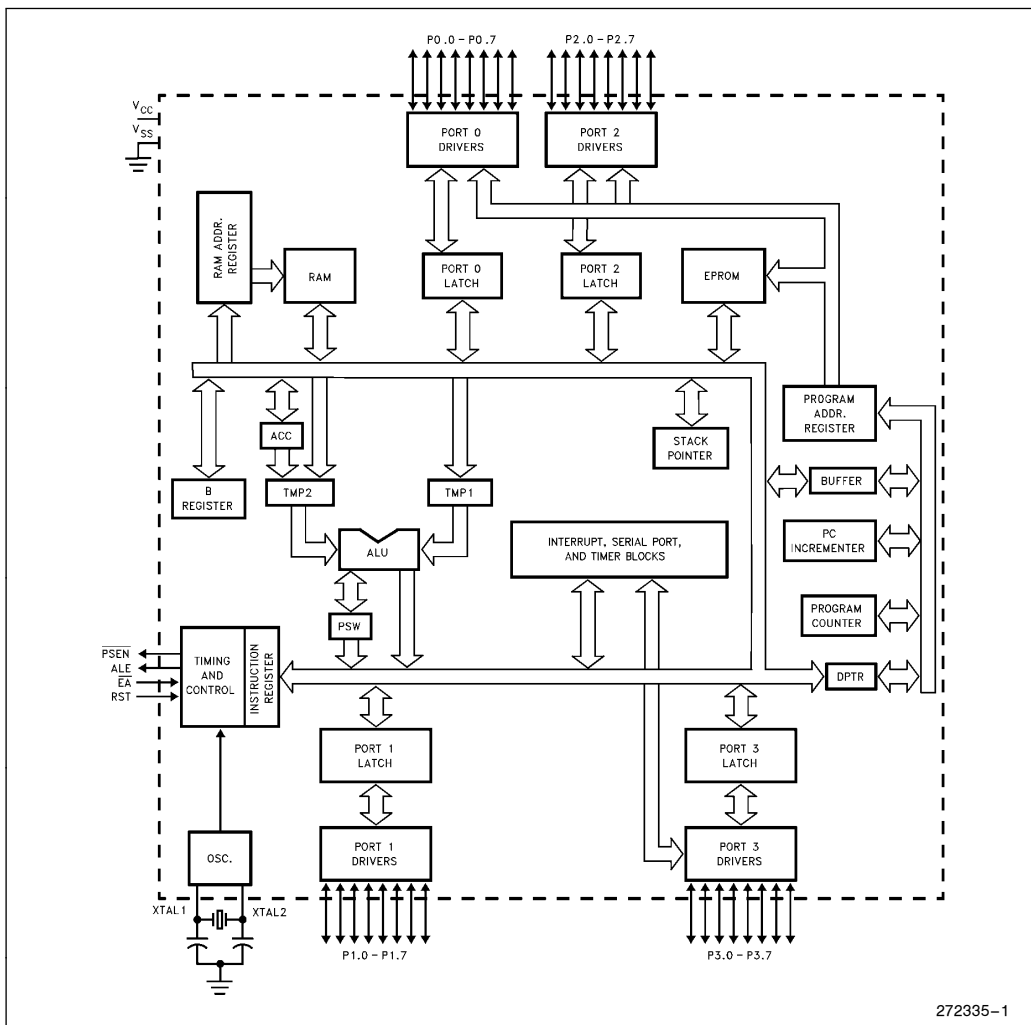 P0.0-P0.7
P2.0-P2.7
VCC
VSS
PORT 0
DRIVERS
PORT 2
DRIVERS
RAM ADDR.
REGISTER
RAM
PORT 0
LATCH
PORT 2
LATCH
EPROM
PROGRAM
ADDR.
REGISTER
ACC
STACK
POINTER
B
REGISTER
TMP2
TMP1
BUFFER
ALU
INTERRUPT, SERIAL PORT,
AND TIMER BLOCKS
PC
INCREMENTER
PSW
PROGRAM
COUNTER
P̅S̅E̅N̅
ALE
E̅A̅
RST
TIMING
AND
CONTROL
INSTRUCTION
REGISTER
DPTR
PORT 1
LATCH
PORT 3
LATCH
OSC.
PORT 1
DRIVERS
PORT 3
DRIVERS
XTAL1
XTAL2
P1.0-P1.7
P3.0-P3.7
272335-1